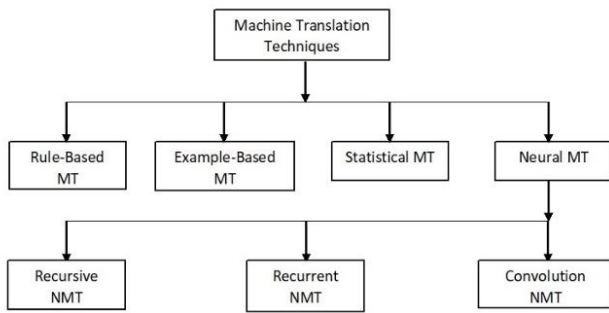 Machine Translation
Techniques
Rule-Based
MT
Example-Based
MT
Statistical MT
Neural MT
Recursive
NMT
Recurrent
NMT
Convolution
NMT